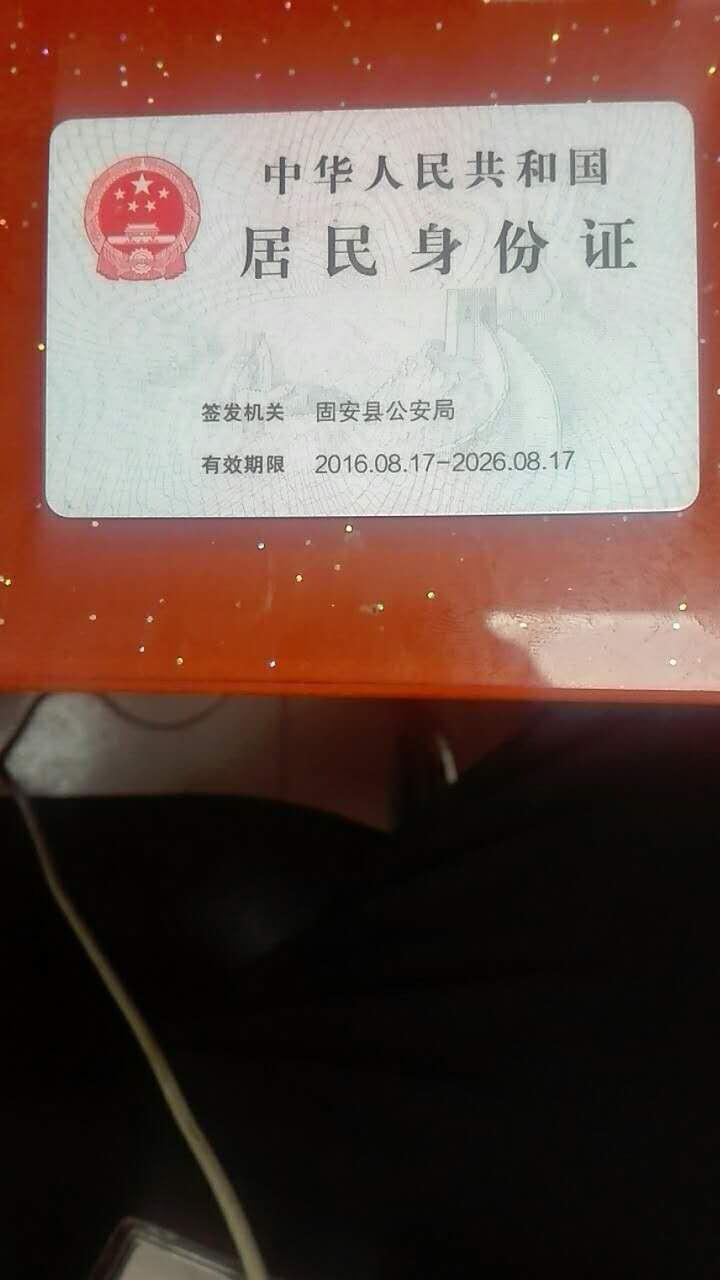 中华人民共和国
居民身份证
签发机关 固安县公安局
有效期限 2016.08.17-2026.08.17